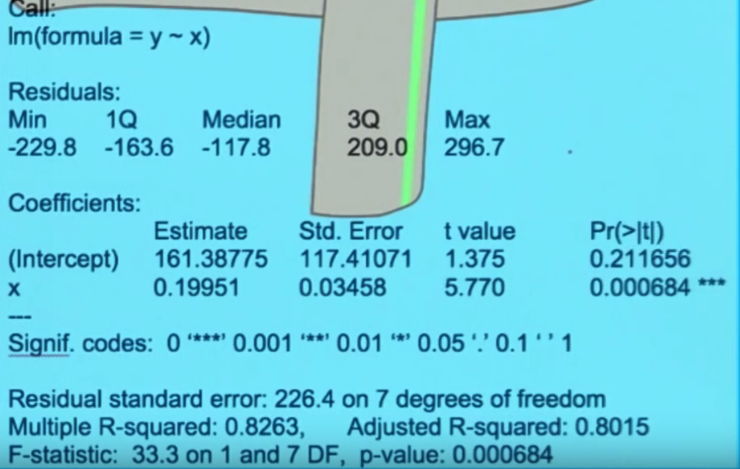 Call:
lm(formula = y ~ x)
Residuals:
Min 1Q Median 3Q Max
-229.8 -163.6 -117.8 209.0 296.7
Coefficients:
Estimate Std. Error t value Pr(>|t|)
(Intercept) 161.38775 117.41071 1.375 0.211656
x 0.19951 0.03458 5.770 0.000684 ***
---
Signif. codes: 0 ‘***’ 0.001 ‘**’ 0.01 ‘*’ 0.05 ‘.’ 0.1 ‘ ’ 1
Residual standard error: 226.4 on 7 degrees of freedom
Multiple R-squared: 0.8263, Adjusted R-squared: 0.8015
F-statistic: 33.3 on 1 and 7 DF, p-value: 0.000684